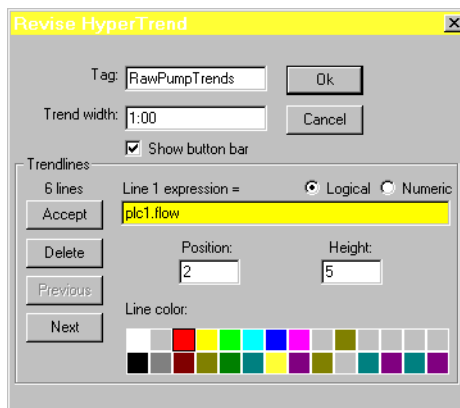 Revise HyperTrend
Tag: RawPumpTrends Ok
Trend width: 1:00 Cancel
Show button bar
Trendlines
6 lines Line 1 expression = Logical Numeric
Accept plc1.flow
Delete Position: Height:
2 5
Previous
Line color:
Next